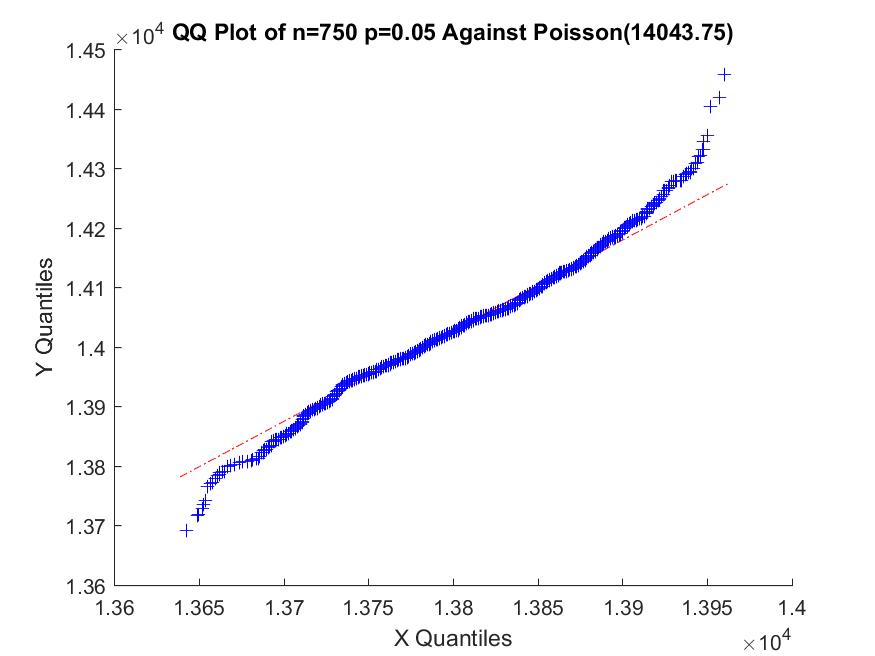 ×10⁴ QQ Plot of n=750 p=0.05 Against Poisson(14043.75)
1.45
1.44
1.43
1.42
1.41
1.4
1.39
1.38
1.37
1.36
Y Quantiles
1.36 1.365 1.37 1.375 1.38 1.385 1.39 1.395 1.4
X Quantiles
×10⁴